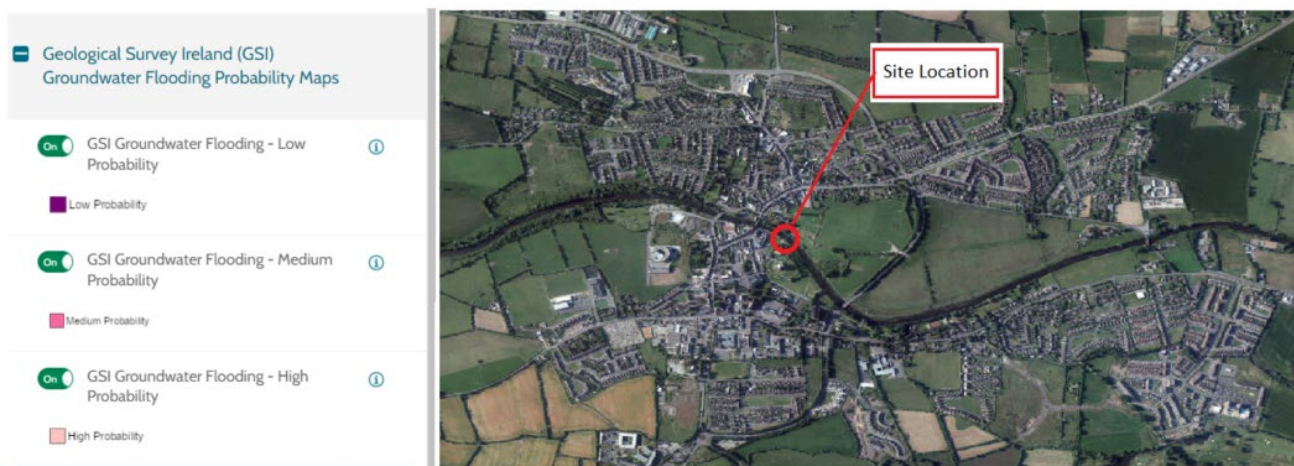 Geological Survey Ireland (GSI)
Groundwater Flooding Probability Maps
On
GSI Groundwater Flooding - Low
Probability
Low Probability
On
GSI Groundwater Flooding - Medium
Probability
Medium Probability
On
GSI Groundwater Flooding - High
Probability
High Probability
Site Location